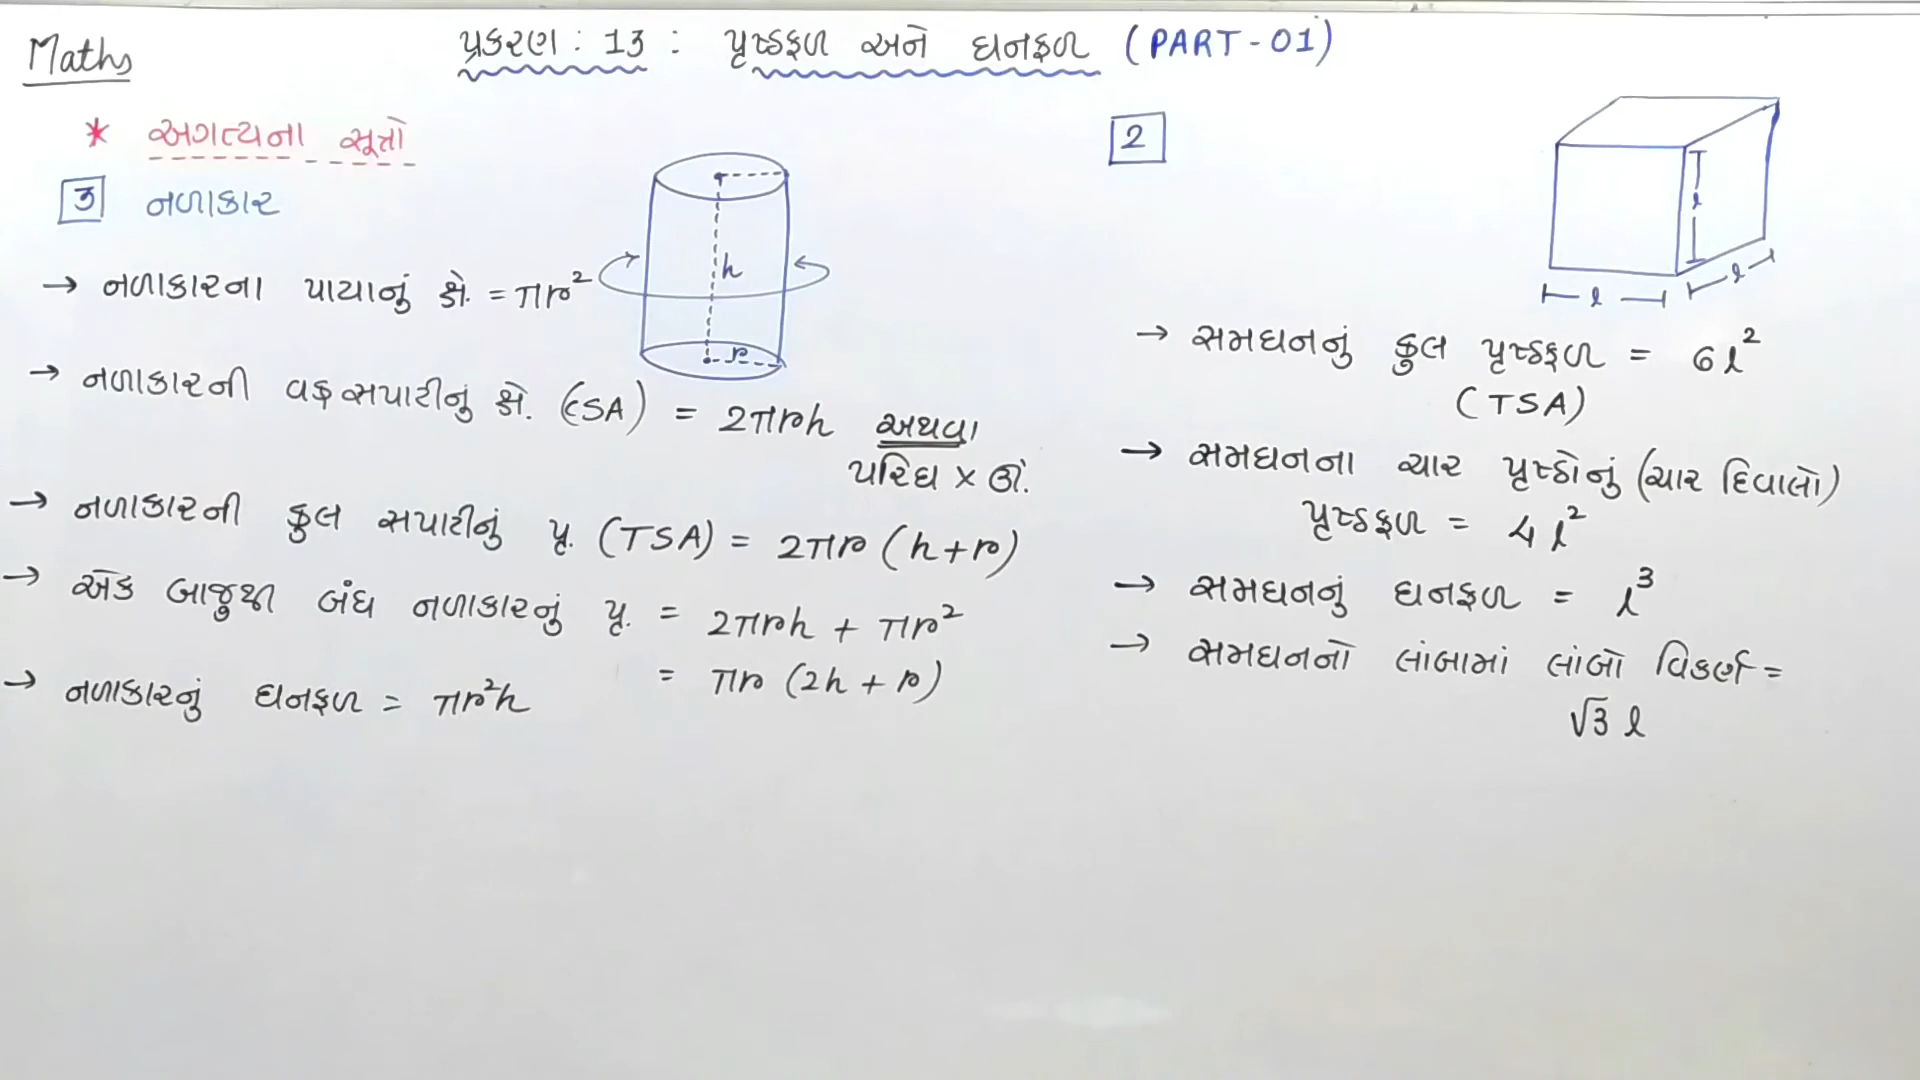 Maths
પ્રકરણ : 13 : પૃષ્ઠફળ અને ઘનફળ (PART-01)
* અગત્યના સૂત્રો
3 નળાકાર
h
r
→ નળાકારના પાયાનું ક્ષે. = πr²
→ નળાકારની વક્રસપાટીનું ક્ષે. (CSA) = 2πrh અથવા
પરિઘ × ઊં.
→ નળાકારની કુલ સપાટીનું પૃ. (TSA) = 2πr (h+r)
→ એક બાજુથી બંધ નળાકારનું પૃ. = 2πrh + πr²
= πr (2h + r)
→ નળાકારનું ઘનફળ = πr²h
2
l
l
l
→ સમઘનનું કુલ પૃષ્ઠફળ = 6l²
(TSA)
→ સમઘનના ચાર પૃષ્ઠોનું (ચાર દિવાલો)
પૃષ્ઠફળ = 4l²
→ સમઘનનું ઘનફળ = l³
→ સમઘનનો લાંબામાં લાંબો વિકર્ણ =
√3 l